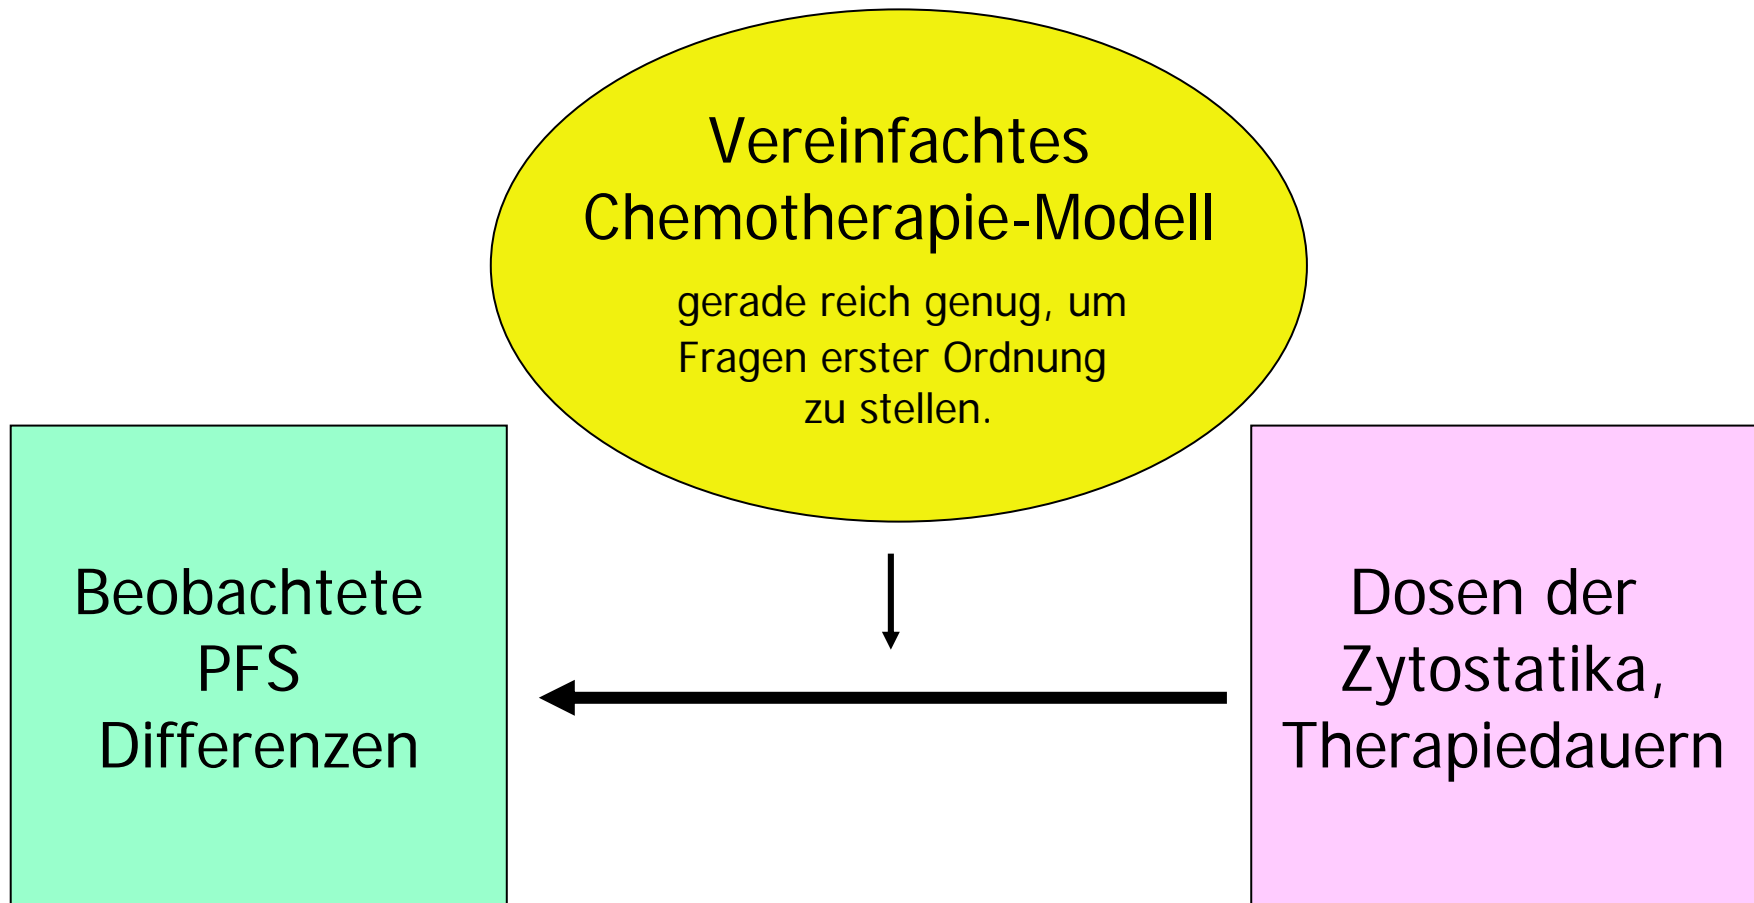 Vereinfachtes
Chemotherapie-Modell
gerade reich genug, um
Fragen erster Ordnung
zu stellen.
Beobachtete
PFS
Differenzen
Dosen der
Zytostatika,
Therapiedauern